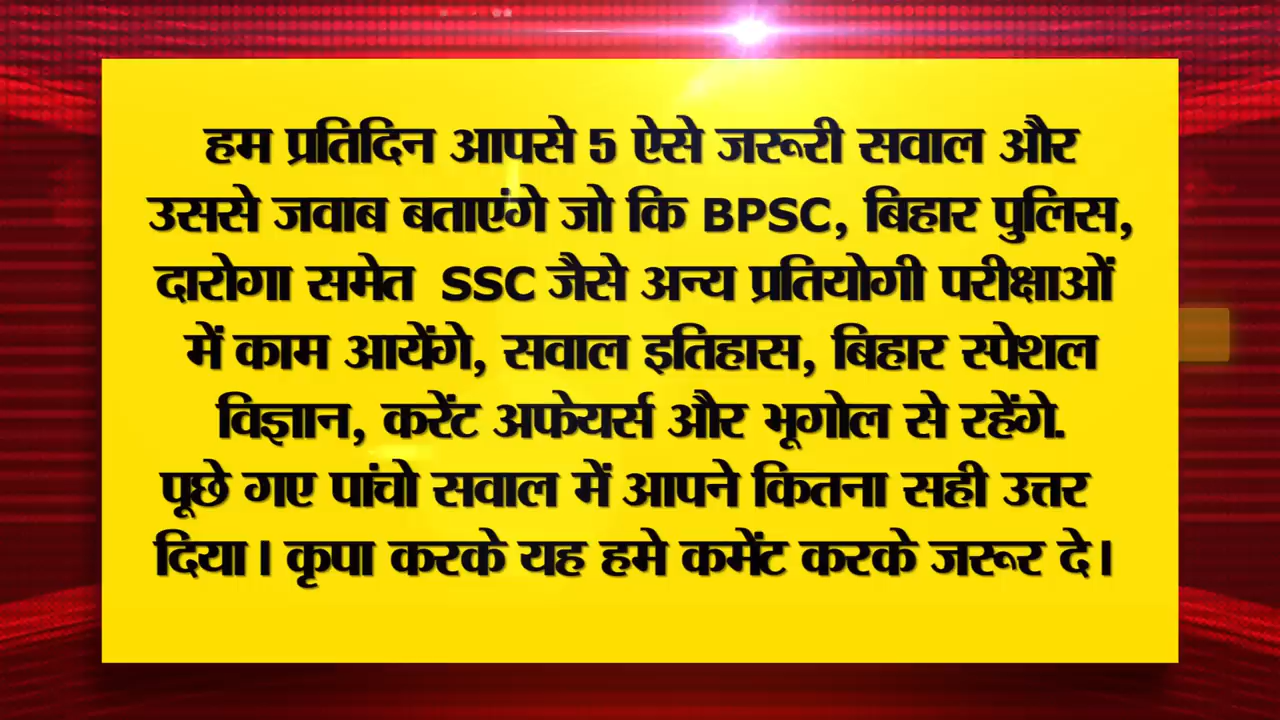 हम प्रतिदिन आपसे 5 ऐसे जरूरी सवाल और
उससे जवाब बताएंगे जो कि BPSC, बिहार पुलिस,
दारोगा समेत SSC जैसे अन्य प्रतियोगी परीक्षाओं
में काम आयेंगे, सवाल इतिहास, बिहार स्पेशल
विज्ञान, करेंट अफेयर्स और भूगोल से रहेंगे.
पूछे गए पांचो सवाल में आपने कितना सही उत्तर
दिया। कृपा करके यह हमे कमेंट करके जरूर दे।